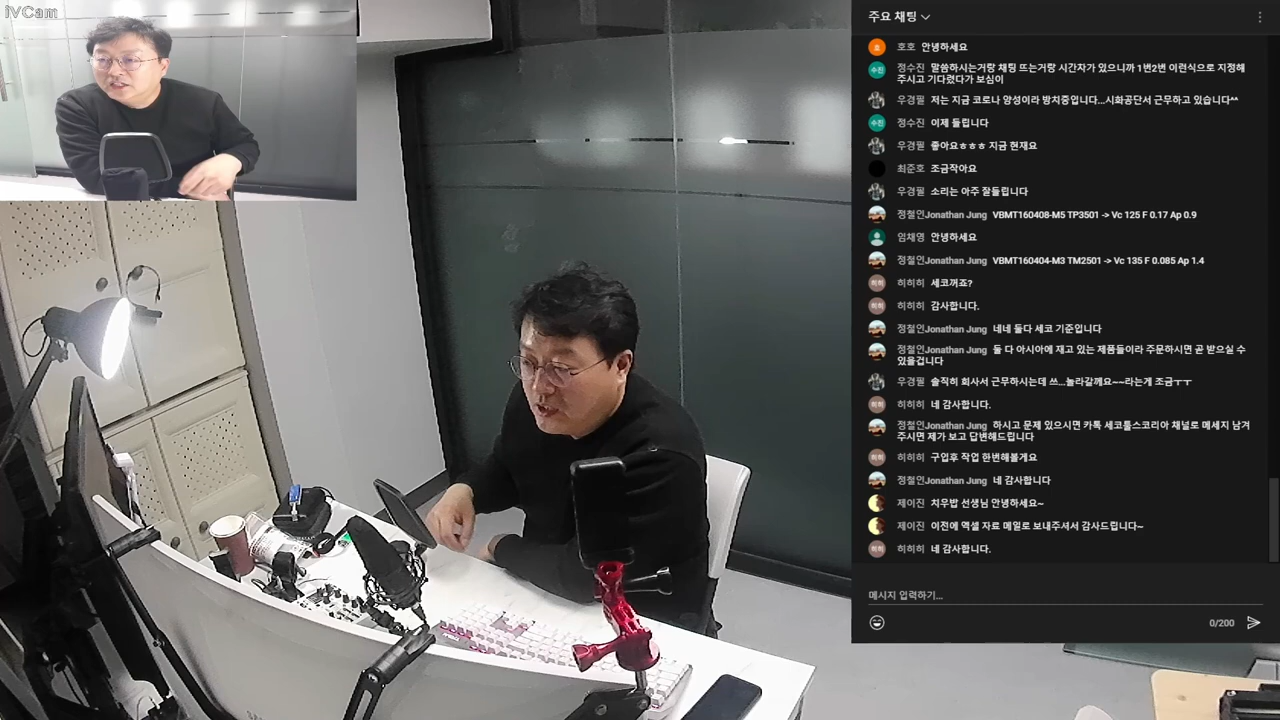 iVCam
주요 채팅
호호 안녕하세요
정수진 말씀하시는거랑 채팅 뜨는거랑 시간차가 있으니까 1번2번 이런식으로 지정해
주시고 기다렸다가 보심이
우경필 저는 지금 코로나 양성이라 방치중입니다...시화공단서 근무하고 있습니다^^
정수진 이제 들립니다
우경필 좋아요ㅎㅎㅎ 지금 현재요
최준호 조금작아요
우경필 소리는 아주 잘들립니다
정철인Jonathan Jung VBMT160408-M5 TP3501 -> Vc 125 F 0.17 Ap 0.9
임채영 안녕하세요
정철인Jonathan Jung VBMT160404-M3 TM2501 -> Vc 135 F 0.085 Ap 1.4
히히히 세코꺼죠?
히히히 감사합니다.
정철인Jonathan Jung 네네 둘다 세코 기준입니다
정철인Jonathan Jung 둘 다 아시아에 재고 있는 제품들이라 주문하시면 곧 받으실 수
있을겁니다
우경필 솔직히 회사서 근무하시는데 쓰...놀라갈께요~~라는게 조금ㅜㅜ
히히히 네 감사합니다.
정철인Jonathan Jung 하시고 문제 있으시면 카톡 세코툴스코리아 채널로 메세지 남겨
주시면 제가 보고 답변해드립니다
히히히 구입후 작업 한번해볼게요
정철인Jonathan Jung 네 감사합니다
제이진 치우밥 선생님 안녕하세요~
제이진 이전에 엑셀 자료 메일로 보내주셔서 감사드립니다~
히히히 네 감사합니다.
메시지 입력하기...
0/200